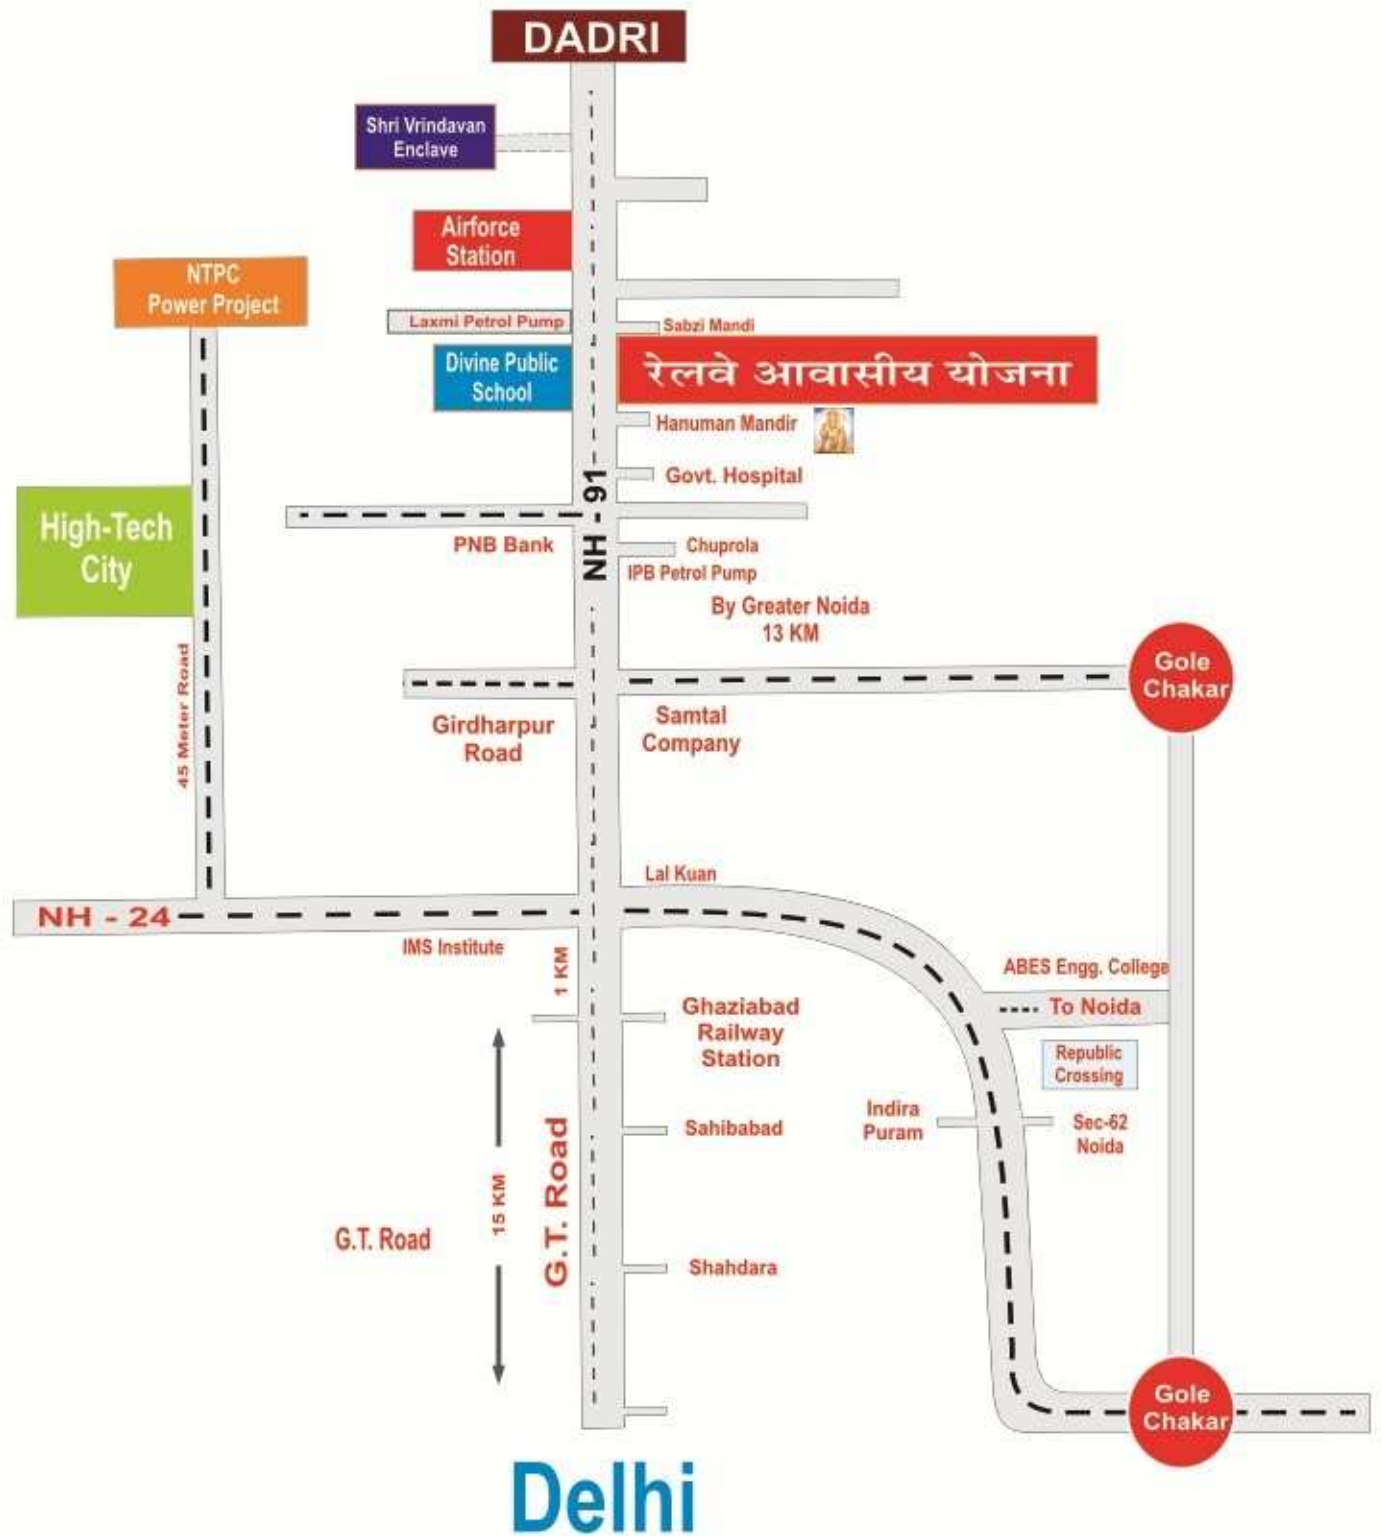 DADRI
Shri Vrindavan
Enclave
Airforce
Station
NTPC
Power Project
Laxmi Petrol Pump
Sabzi Mandi
Divine Public
School
रेलवे आवासीय योजना
Hanuman Mandir
Govt. Hospital
NH - 91
High-Tech
City
PNB Bank
Chuprola
IPB Petrol Pump
By Greater Noida
13 KM
Gole
Chakar
45 Meter Road
Girdharpur
Road
Samtal
Company
Lal Kuan
NH - 24
IMS Institute
1 KM
ABES Engg. College
To Noida
Ghaziabad
Railway
Station
Republic
Crossing
Indira
Puram
Sec-62
Noida
Sahibabad
15 KM
G.T. Road
G.T. Road
Shahdara
Gole
Chakar
Delhi